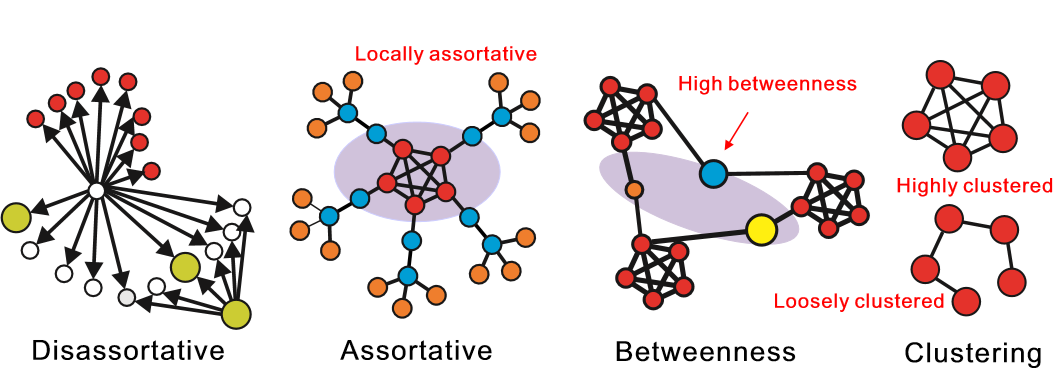 Locally assortative
High betweenness
Highly clustered
Loosely clustered
Disassortative
Assortative
Betweenness
Clustering